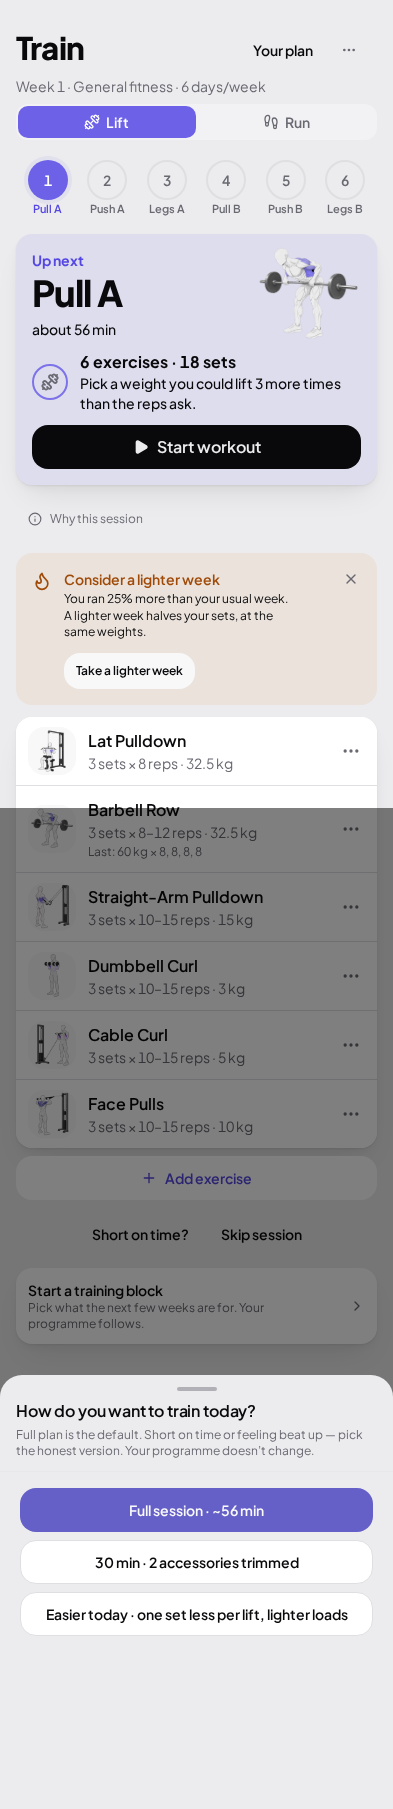 Train
Your plan
Week 1 · General fitness · 6 days/week
Lift
Run
1
2
3
4
5
6
Pull A
Push A
Legs A
Pull B
Push B
Legs B
Up next
Pull A
about 56 min
6 exercises · 18 sets
Pick a weight you could lift 3 more times
than the reps ask.
Start workout
Why this session
Consider a lighter week
You ran 25% more than your usual week.
A lighter week halves your sets, at the
same weights.
Take a lighter week
Lat Pulldown
3 sets × 8 reps · 32.5 kg
Barbell Row
3 sets × 8–12 reps · 32.5 kg
Last: 60 kg × 8, 8, 8, 8
Straight-Arm Pulldown
3 sets × 10–15 reps · 15 kg
Dumbbell Curl
3 sets × 10–15 reps · 3 kg
Cable Curl
3 sets × 10–15 reps · 5 kg
Face Pulls
3 sets × 10–15 reps · 10 kg
Add exercise
Short on time?
Skip session
Start a training block
Pick what the next few weeks are for. Your
programme follows.
How do you want to train today?
Full plan is the default. Short on time or feeling beat up — pick
the honest version. Your programme doesn't change.
Full session · ~56 min
30 min · 2 accessories trimmed
Easier today · one set less per lift, lighter loads